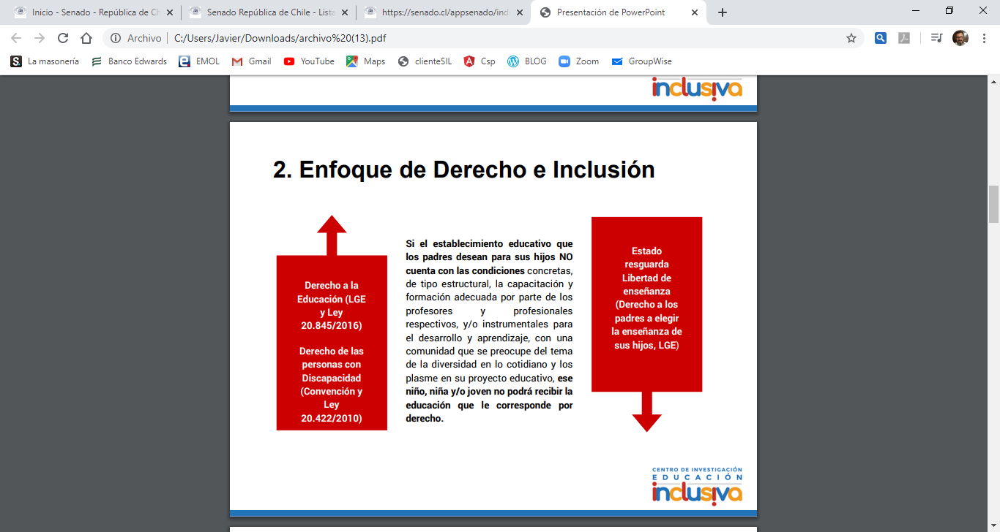 Inicio - Senado - República de Ch
Senado República de Chile - Lista
https://senado.cl/appsenado/ind
Presentación de PowerPoint
Archivo
C:/Users/Javier/Downloads/archivo%20(13).pdf
La masonería
Banco Edwards
EMOL
Gmail
YouTube
Maps
clienteSIL
Csp
BLOG
Zoom
GroupWise
inclusiva
2. Enfoque de Derecho e Inclusión
Derecho a la
Educación (LGE
y Ley
20.845/2016)
Derecho de las
personas con
Discapacidad
(Convención y
Ley
20.422/2010)
Si el establecimiento educativo que
los padres desean para sus hijos NO
cuenta con las condiciones concretas,
de tipo estructural, la capacitación y
formación adecuada por parte de los
profesores y profesionales
respectivos, y/o instrumentales para
el desarrollo y aprendizaje, con una
comunidad que se preocupe del tema
de la diversidad en lo cotidiano y los
plasme en su proyecto educativo, ese
niño, niña y/o joven no podrá recibir la
educación que le corresponde por
derecho.
Estado
resguarda
Libertad de
enseñanza
(Derecho a los
padres a elegir
la enseñanza de
sus hijos, LGE)
CENTRO DE INVESTIGACIÓN
EDUCACIÓN
inclusiva